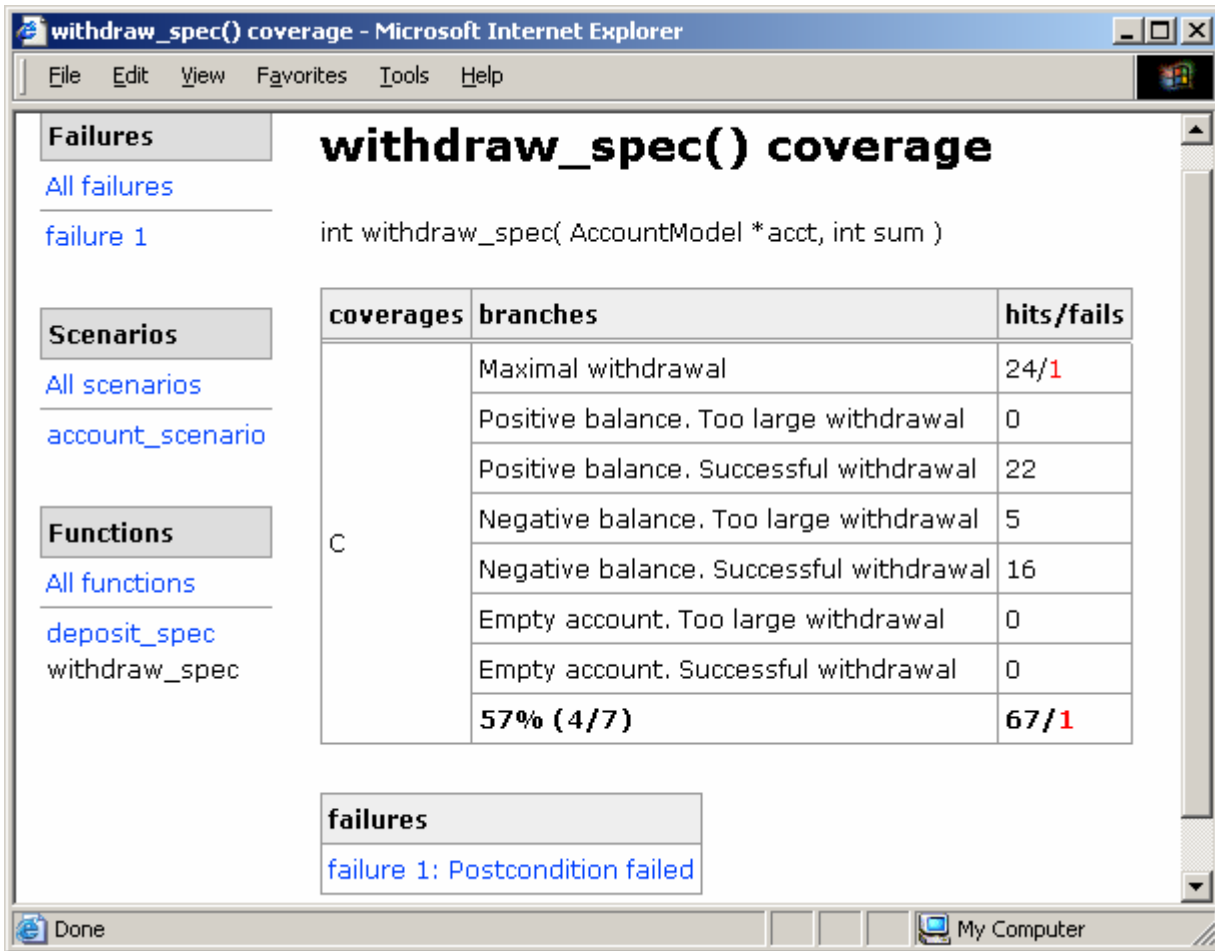 withdraw_spec() coverage - Microsoft Internet Explorer
File Edit View Favorites Tools Help
Failures
All failures
failure 1
Scenarios
All scenarios
account_scenario
Functions
All functions
deposit_spec
withdraw_spec
withdraw_spec() coverage
int withdraw_spec( AccountModel *acct, int sum )
coverages branches hits/fails
C
Maximal withdrawal 24/1
Positive balance. Too large withdrawal 0
Positive balance. Successful withdrawal 22
Negative balance. Too large withdrawal 5
Negative balance. Successful withdrawal 16
Empty account. Too large withdrawal 0
Empty account. Successful withdrawal 0
57% (4/7) 67/1
failures
failure 1: Postcondition failed
Done My Computer